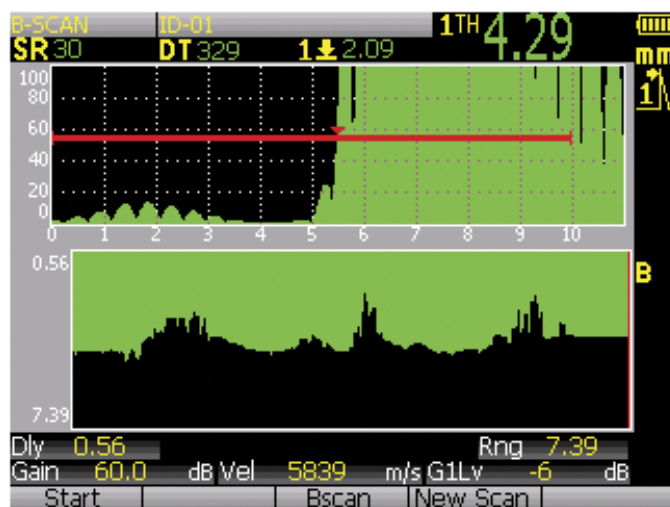 B-SCAN ID-01 1TH 4.29
SR 30 DT 329 1 2.09 mm
100
80
60
40
20
0
1
0 1 2 3 4 5 6 7 8 9 10
0.56
B
7.39
Dly 0.56 Rng 7.39
Gain 60.0 dB Vel 5839 m/s G1Lv -6 dB
Start Bscan New Scan